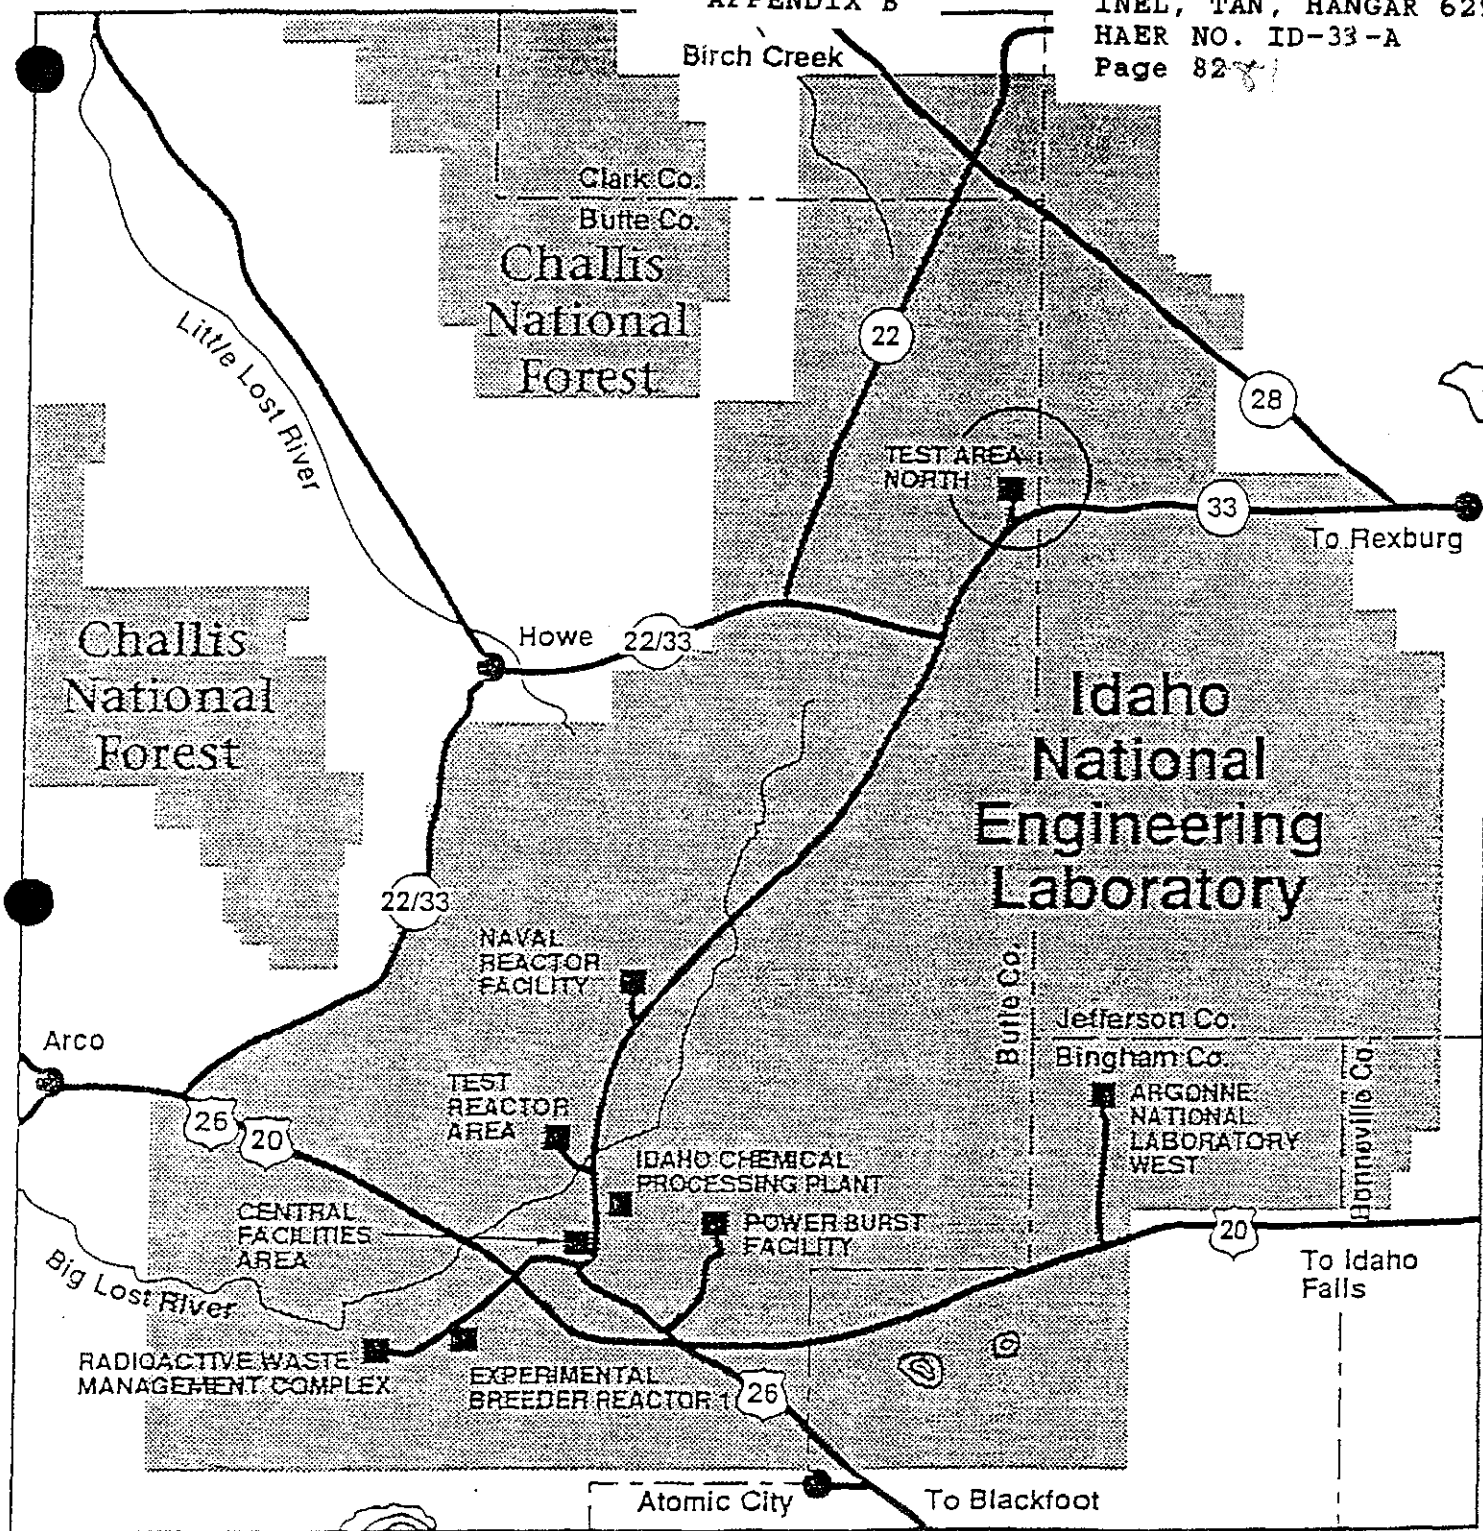 APPENDIX B
INEL, TAN, HANGAR 629
HAER NO. ID-33-A
Page 82
Birch Creek
Clark Co.
Butte Co.
Challis
National
Forest
Little Lost River
22
28
TEST AREA
NORTH
33
To Rexburg
Howe
22/33
Challis
National
Forest
Idaho
National
Engineering
Laboratory
22/33
NAVAL
REACTOR
FACILITY
Butte Co.
Jefferson Co.
Bingham Co.
Bonneville Co.
Arco
TEST
REACTOR
AREA
26
20
ARGONNE
NATIONAL
LABORATORY
WEST
IDAHO CHEMICAL
PROCESSING PLANT
CENTRAL
FACILITIES
AREA
POWER BURST
FACILITY
20
To Idaho
Falls
Big Lost River
RADIOACTIVE WASTE
MANAGEMENT COMPLEX
EXPERIMENTAL
BREEDER REACTOR 1
26
Atomic City
To Blackfoot